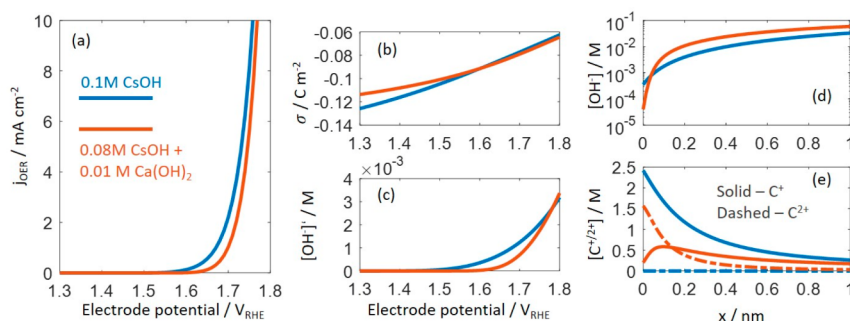 (a)
0.1M CsOH
0.08M CsOH +
0.01 M Ca(OH)₂
j_OER / mA cm⁻²
10
8
6
4
2
0
1.3 1.4 1.5 1.6 1.7 1.8
Electrode potential / V_RHE
(b)
σ / C m⁻²
-0.06
-0.08
-0.1
-0.12
-0.14
1.3 1.4 1.5 1.6 1.7 1.8
×10⁻³
(c)
[OH⁻] / M
4
3
2
1
0
1.3 1.4 1.5 1.6 1.7 1.8
Electrode potential / V_RHE
(d)
[OH⁻] / M
10⁻¹
10⁻²
10⁻³
10⁻⁴
10⁻⁵
0 0.2 0.4 0.6 0.8 1
(e)
Solid – C⁺
Dashed – C²⁺
[C⁺/²⁺] / M
2.5
2
1.5
1
0.5
0
0 0.2 0.4 0.6 0.8 1
x / nm